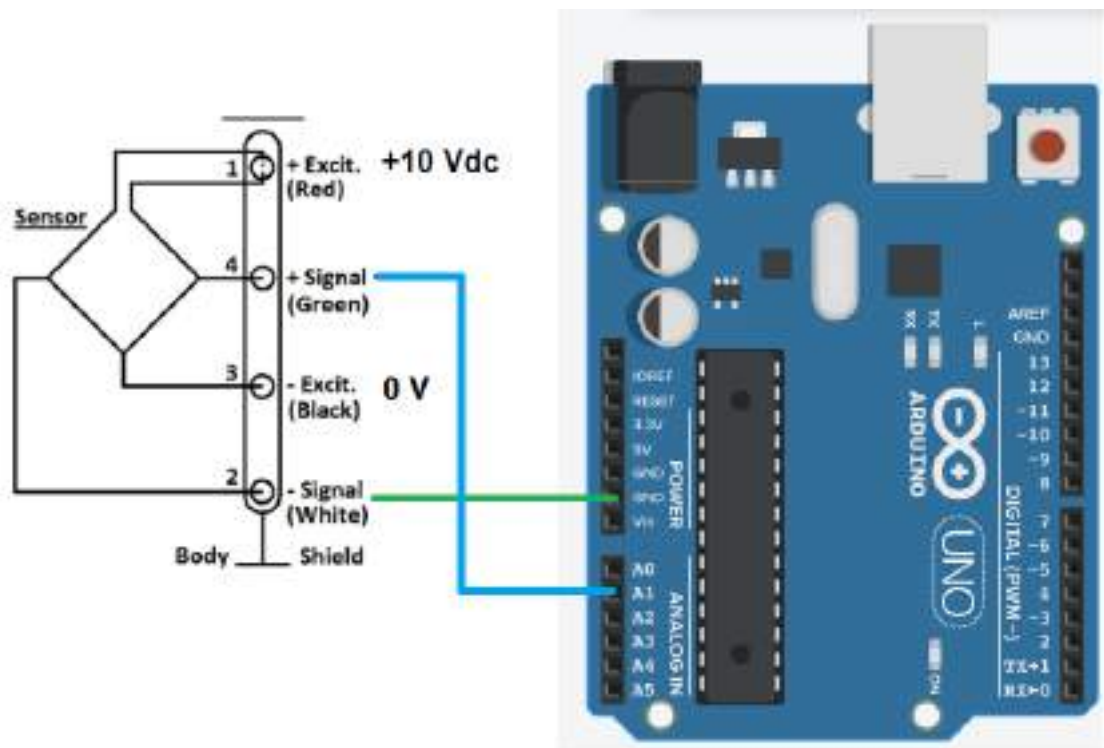 Sensor
1
+ Excit.
(Red)
+10 Vdc
4
+ Signal
(Green)
3
- Excit.
(Black)
0 V
2
- Signal
(White)
Body
Shield
IOREF
RESET
3.3V
5V
GND
GND
VIN
POWER
A0
A1
A2
A3
A4
A5
ANALOG IN
RX
TX
L
ARDUINO
UNO
ON
AREF
GND
13
12
~11
~10
~9
8
7
~6
~5
4
~3
2
TX→1
RX←0
DIGITAL (PWM~)